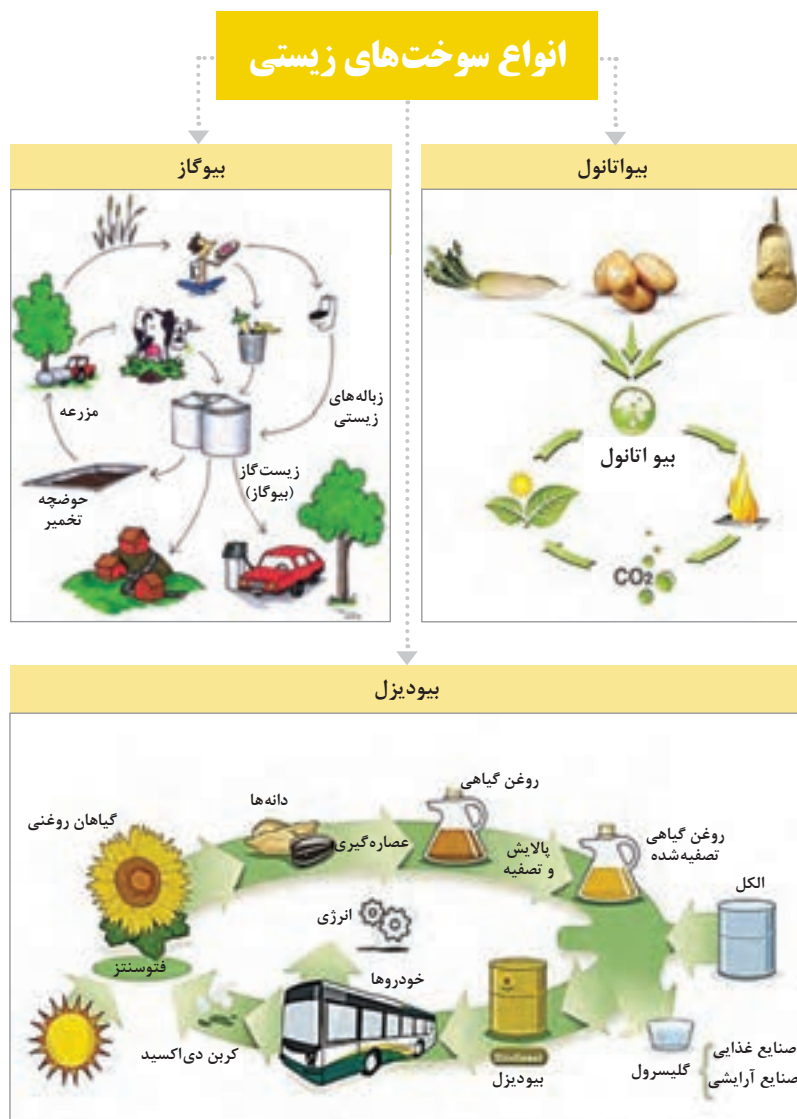 انواع سوخت‌های زیستی
بیواتانول
بیو اتانول
CO2
بیوگاز
زباله‌های
زیستی
مزرعه
زیست‌گاز
(بیوگاز)
حوضچه
تخمیر
بیودیزل
گیاهان روغنی
دانه‌ها
عصاره‌گیری
روغن گیاهی
پالایش
و تصفیه
روغن گیاهی
تصفیه‌شده
الکل
صنایع غذایی
صنایع آرایشی
گلیسرول
بیودیزل
خودروها
انرژی
کربن دی‌اکسید
فتوسنتز